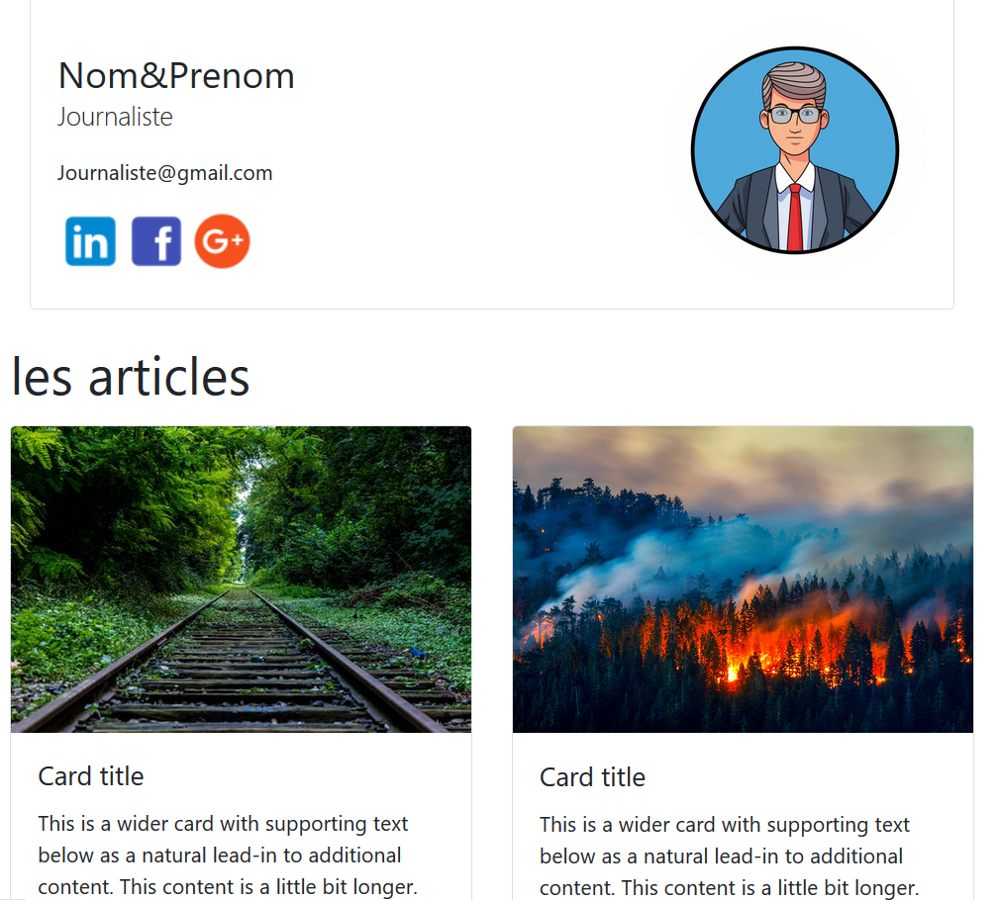 Nom&Prenom
Journaliste
Journaliste@gmail.com
in f G+
les articles
Card title
This is a wider card with supporting text
below as a natural lead-in to additional
content. This content is a little bit longer.
Card title
This is a wider card with supporting text
below as a natural lead-in to additional
content. This content is a little bit longer.